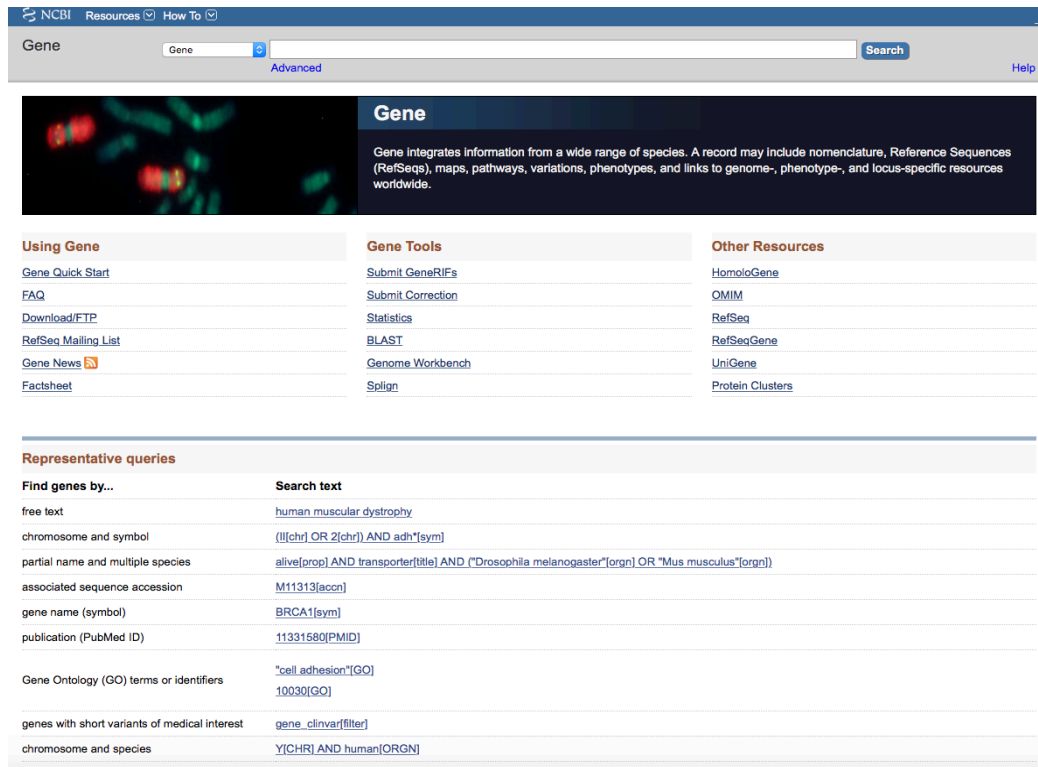 NCBI Resources How To
Gene
Gene
Search
Advanced
Help
Gene
Gene integrates information from a wide range of species. A record may include nomenclature, Reference Sequences
(RefSeqs), maps, pathways, variations, phenotypes, and links to genome-, phenotype-, and locus-specific resources
worldwide.
Using Gene
Gene Quick Start
FAQ
Download/FTP
RefSeq Mailing List
Gene News
Factsheet
Gene Tools
Submit GeneRIFs
Submit Correction
Statistics
BLAST
Genome Workbench
Splign
Other Resources
HomoloGene
OMIM
RefSeq
RefSeqGene
UniGene
Protein Clusters
Representative queries
Find genes by... Search text
free text human muscular dystrophy
chromosome and symbol (II[chr] OR 2[chr]) AND adh*[sym]
partial name and multiple species alive[prop] AND transporter[title] AND ("Drosophila melanogaster"[orgn] OR "Mus musculus"[orgn])
associated sequence accession M11313[accn]
gene name (symbol) BRCA1[sym]
publication (PubMed ID) 11331580[PMID]
Gene Ontology (GO) terms or identifiers "cell adhesion"[GO]
10030[GO]
genes with short variants of medical interest gene_clinvar[filter]
chromosome and species Y[CHR] AND human[ORGN]